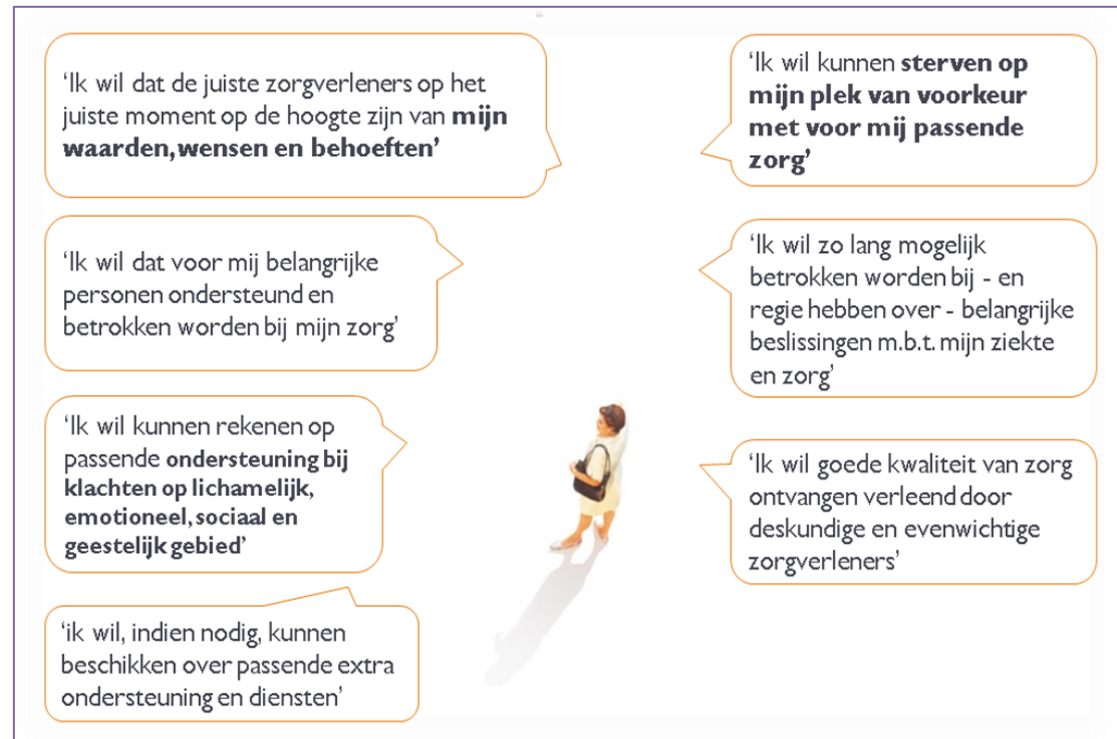 ‘Ik wil dat de juiste zorgverleners op het
juiste moment op de hoogte zijn van mijn
waarden, wensen en behoeften’
‘Ik wil dat voor mij belangrijke
personen ondersteund en
betrokken worden bij mijn zorg’
‘Ik wil kunnen rekenen op
passende ondersteuning bij
klachten op lichamelijk,
emotioneel, sociaal en
geestelijk gebied’
‘ik wil, indien nodig, kunnen
beschikken over passende extra
ondersteuning en diensten’
‘Ik wil kunnen sterven op
mijn plek van voorkeur
met voor mij passende
zorg’
‘Ik wil zo lang mogelijk
betrokken worden bij - en
regie hebben over - belangrijke
beslissingen m.b.t. mijn ziekte
en zorg’
‘Ik wil goede kwaliteit van zorg
ontvangen verleend door
deskundige en evenwichtige
zorgverleners’